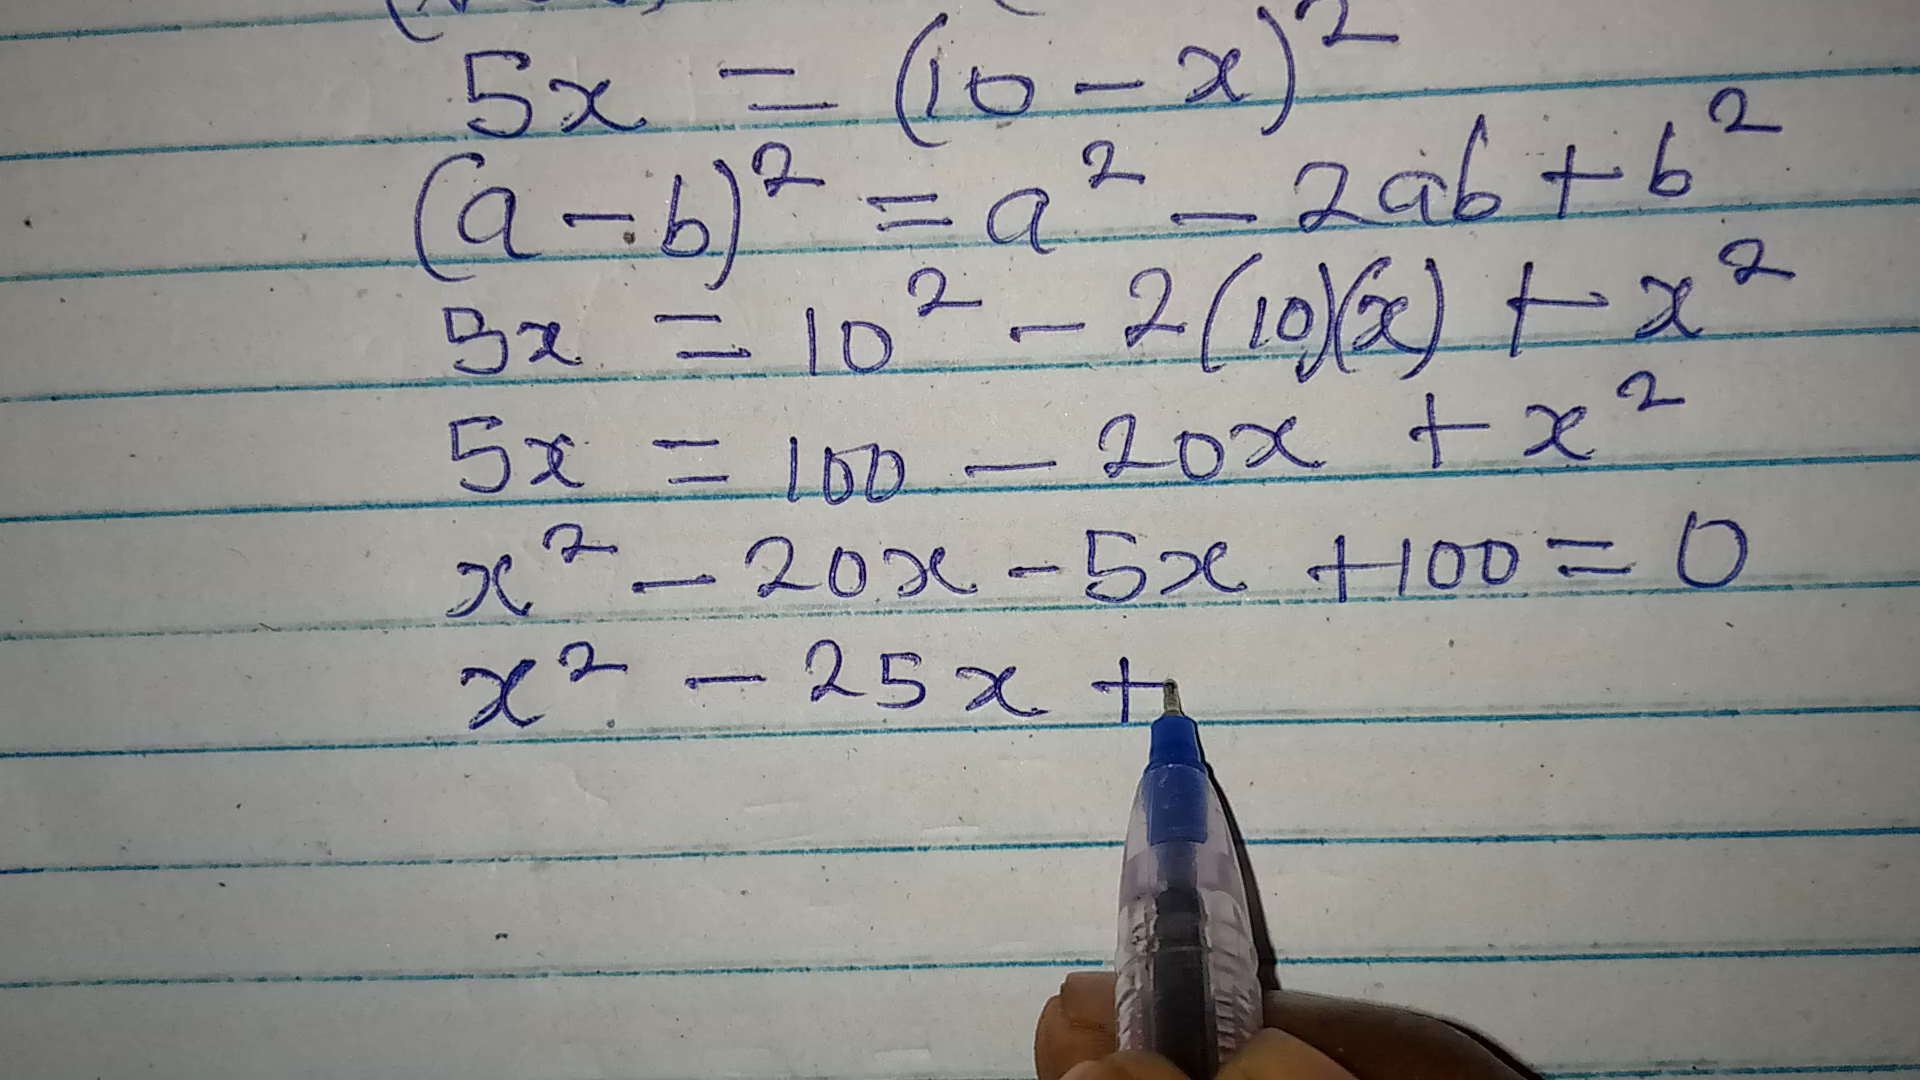 5x = (10 - x)²
(a - b)² = a² - 2ab + b²
5x = 10² - 2(10)(x) + x²
5x = 100 - 20x + x²
x² - 20x - 5x + 100 = 0
x² - 25x +